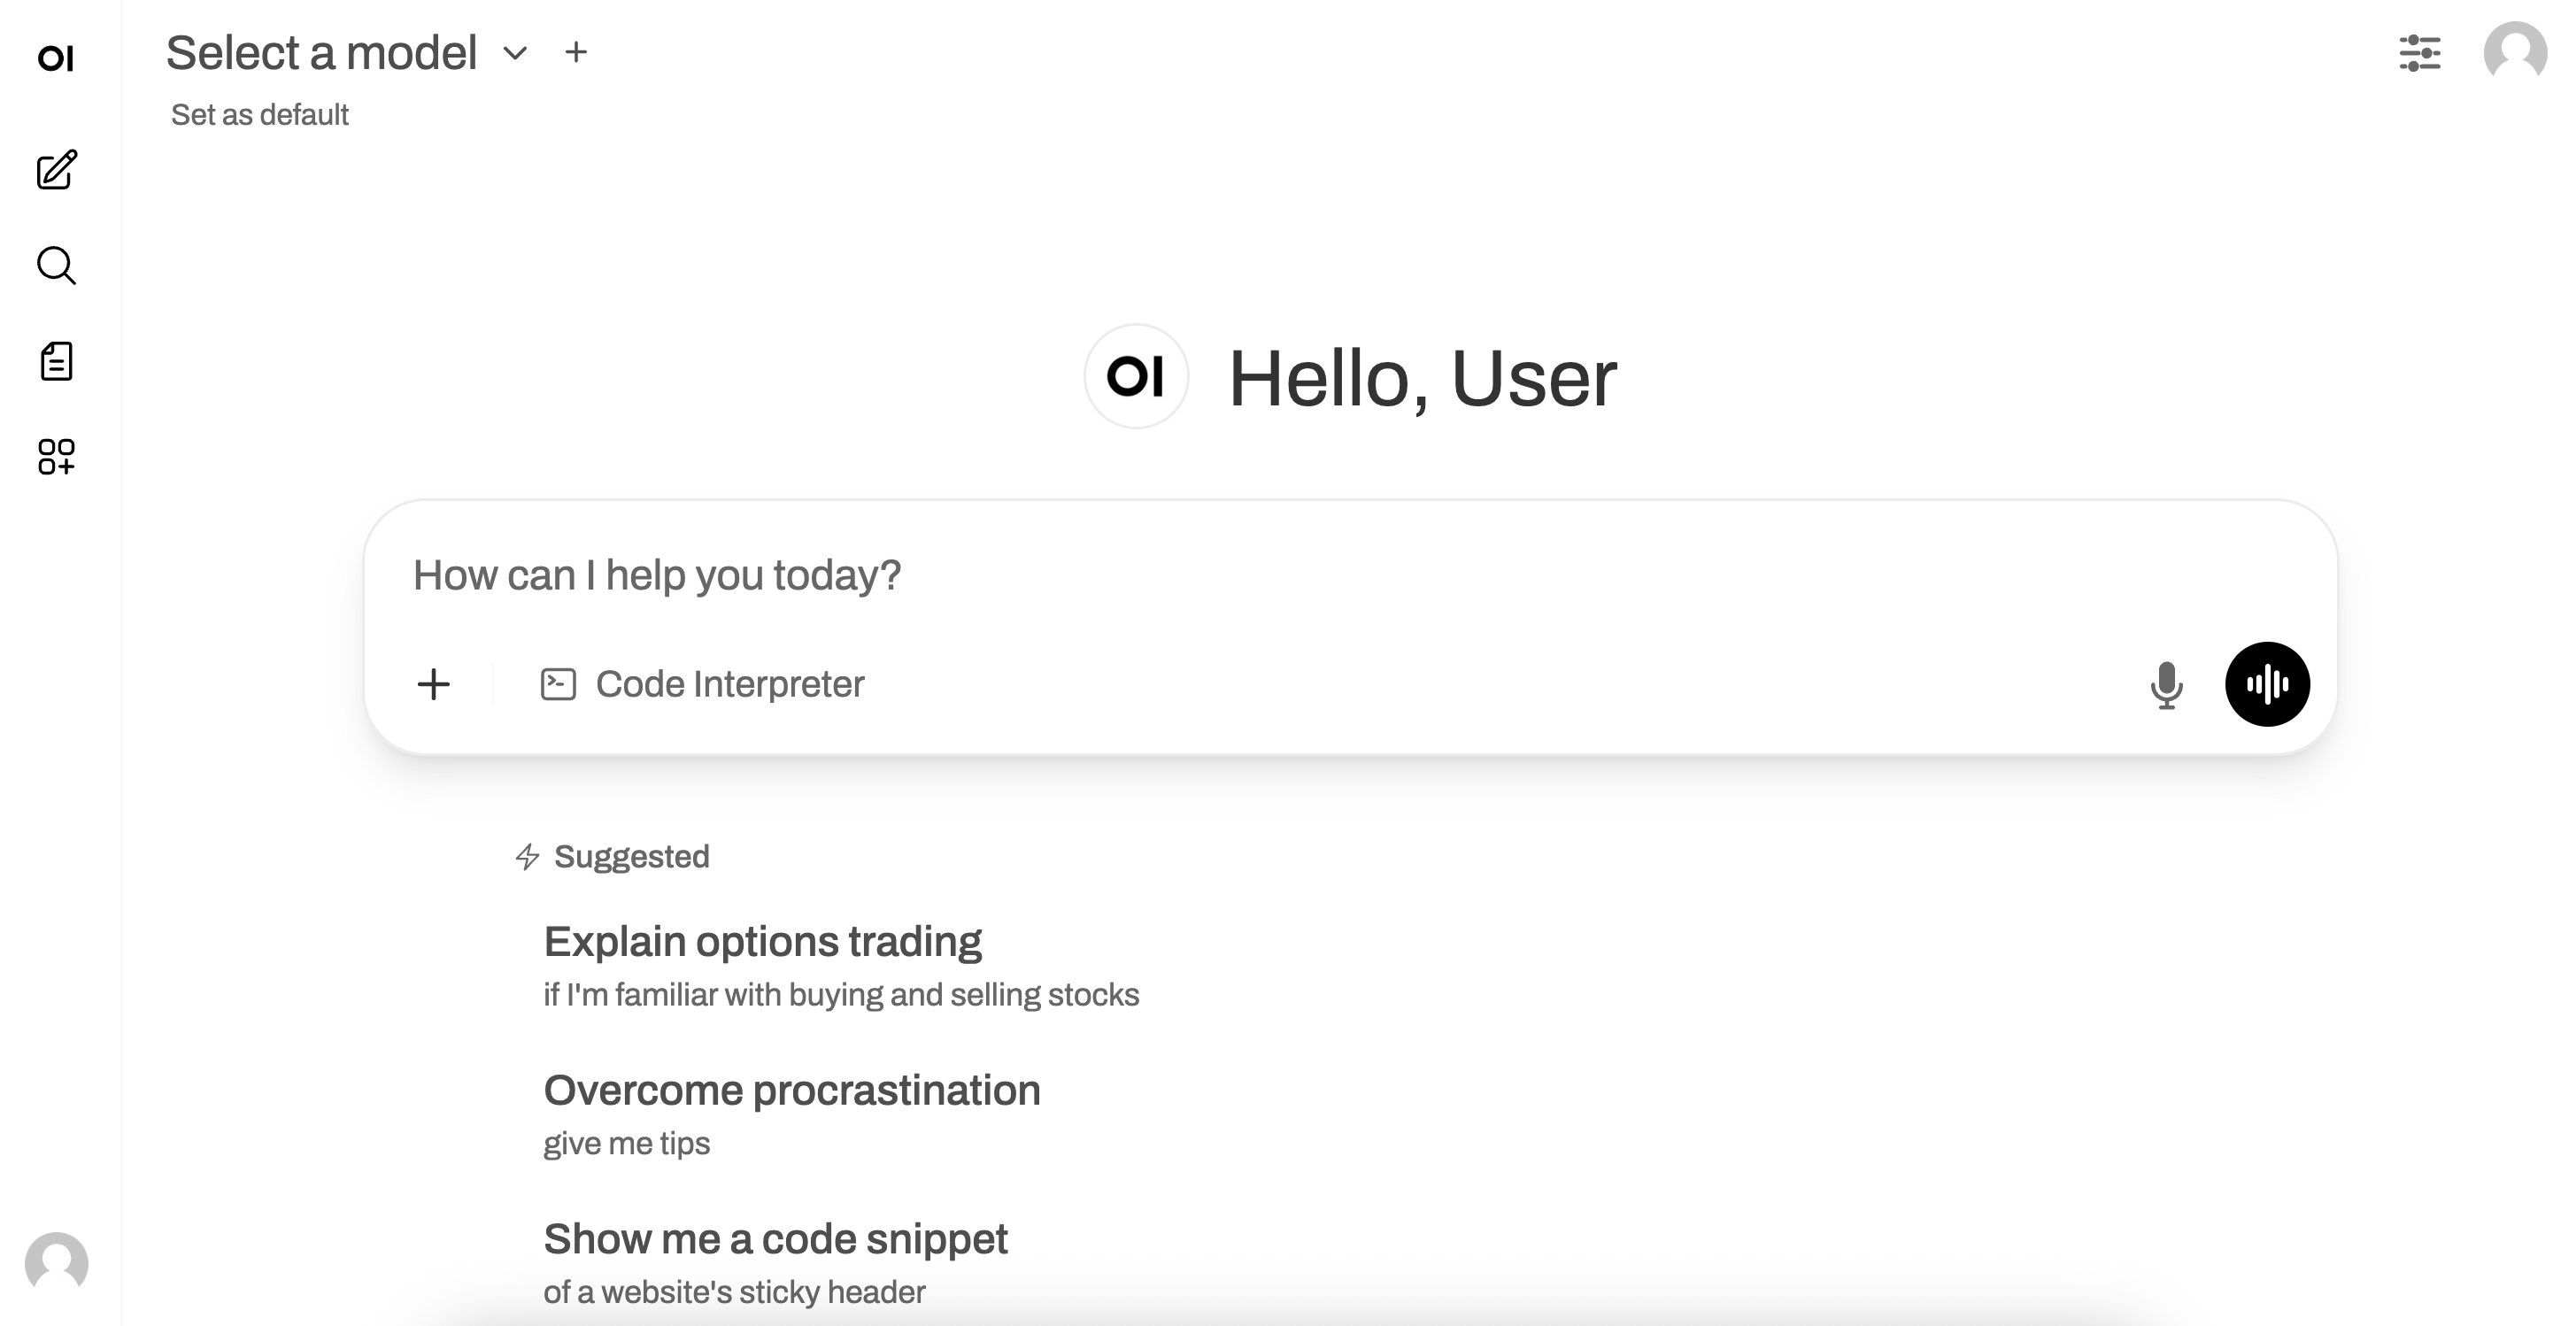 OI
Select a model
Set as default
OI Hello, User
How can I help you today?
Code Interpreter
Suggested
Explain options trading
if I'm familiar with buying and selling stocks
Overcome procrastination
give me tips
Show me a code snippet
of a website's sticky header